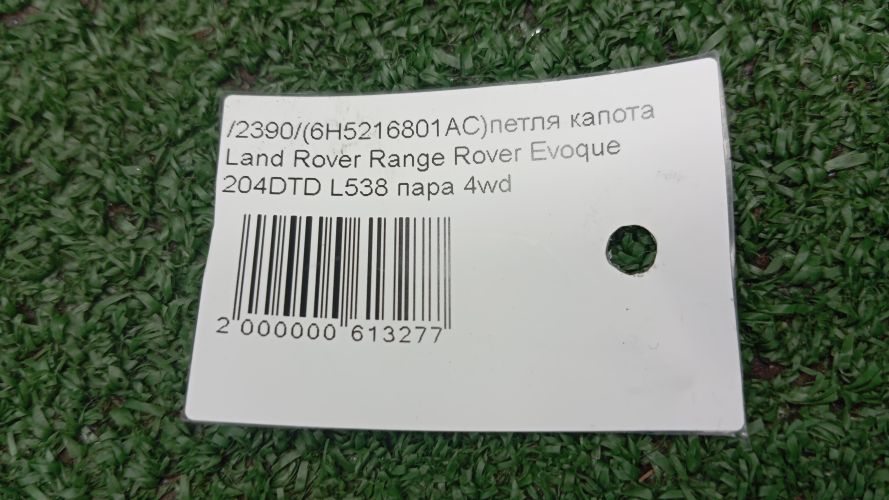 /2390/(6H5216801AC)петля капота
Land Rover Range Rover Evoque
204DTD L538 пара 4wd
2 000000 613277